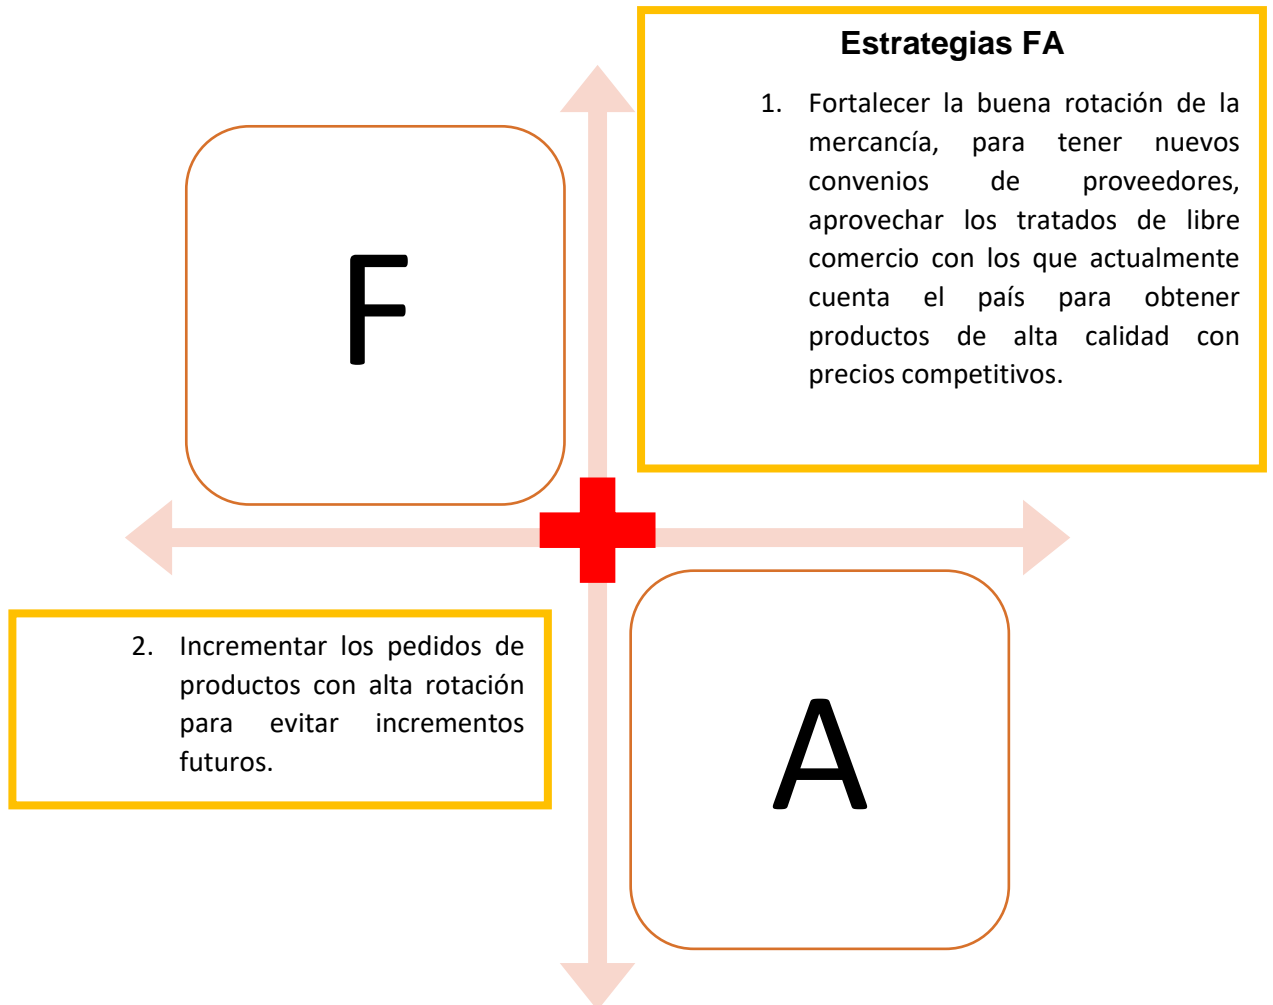 Estrategias FA
1. Fortalecer la buena rotación de la
mercancía, para tener nuevos
convenios de proveedores,
aprovechar los tratados de libre
comercio con los que actualmente
cuenta el país para obtener
productos de alta calidad con
precios competitivos.
F
2. Incrementar los pedidos de
productos con alta rotación
para evitar incrementos
futuros.
A